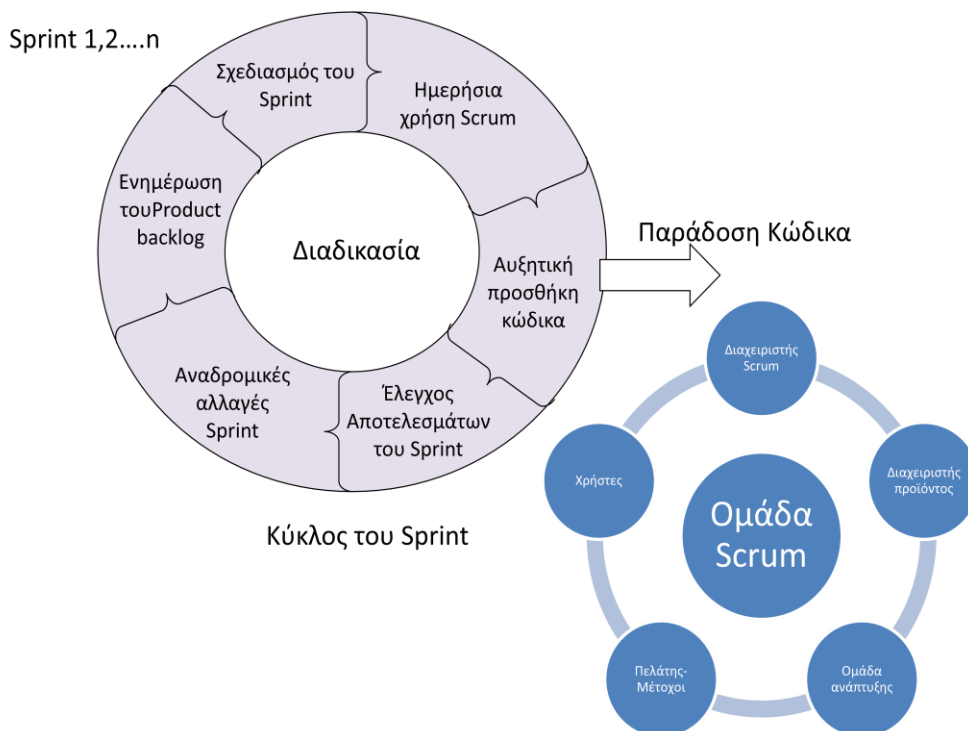 Sprint 1,2....n
Σχεδιασμός του
Sprint
Ημερήσια
χρήση Scrum
Ενημέρωση
τουProduct
backlog
Διαδικασία
Αυξητική
προσθήκη
κώδικα
Παράδοση Κώδικα
Αναδρομικές
αλλαγές
Sprint
Έλεγχος
Αποτελεσμάτων
του Sprint
Κύκλος του Sprint
Διαχειριστής
Scrum
Χρήστες
Διαχειριστής
προϊόντος
Ομάδα
Scrum
Πελάτης-
Μέτοχοι
Ομάδα
ανάπτυξης